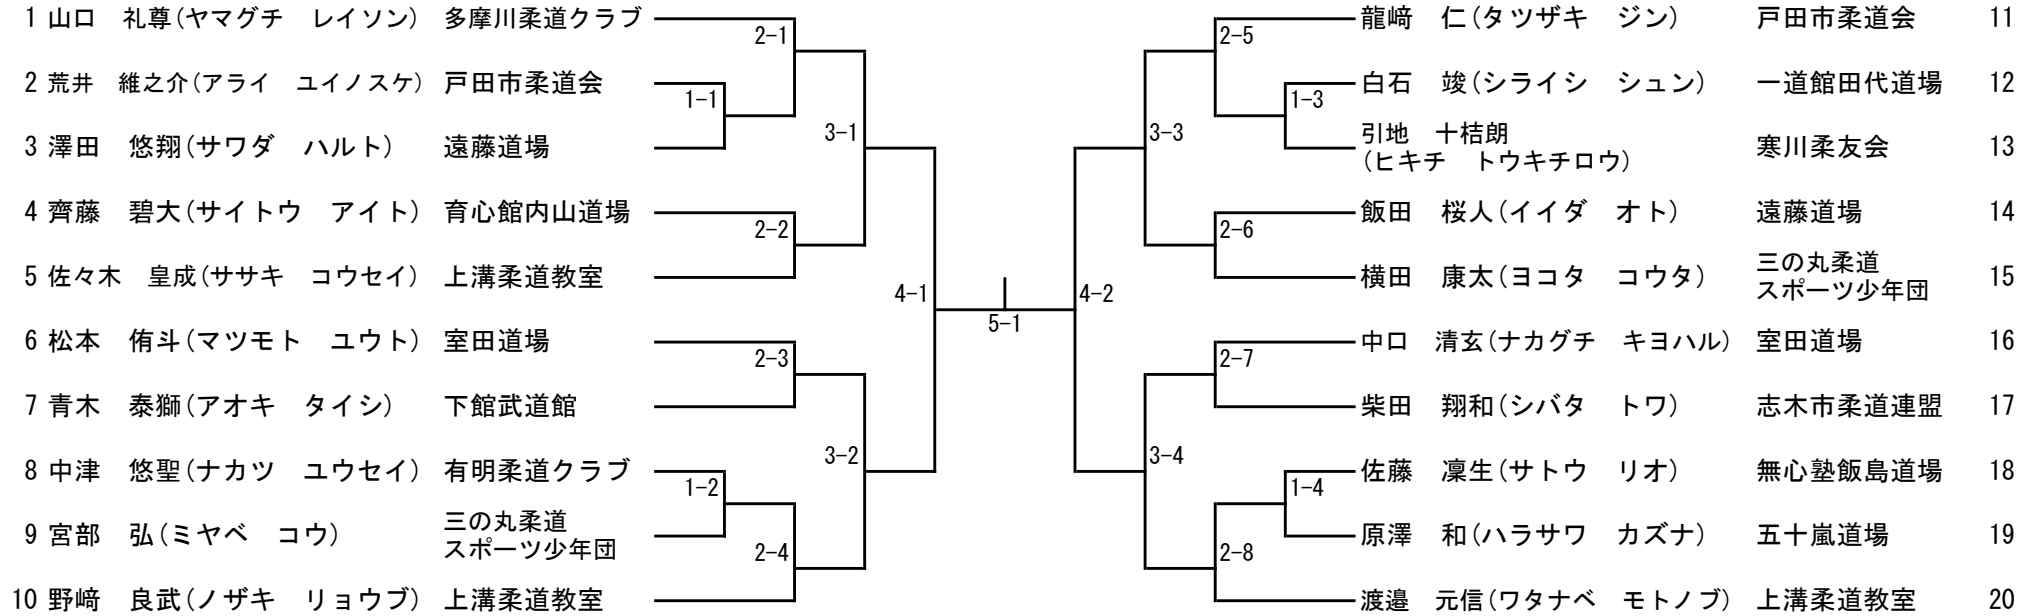 1 山口　礼尊(ヤマグチ　レイソン)　多摩川柔道クラブ
2 荒井　維之介(アライ　ユイノスケ)　戸田市柔道会
3 澤田　悠翔(サワダ　ハルト)　遠藤道場
4 齊藤　碧大(サイトウ　アイト)　育心館内山道場
5 佐々木　皇成(ササキ　コウセイ)　上溝柔道教室
6 松本　侑斗(マツモト　ユウト)　室田道場
7 青木　泰獅(アオキ　タイシ)　下館武道館
8 中津　悠聖(ナカツ　ユウセイ)　有明柔道クラブ
9 宮部　弘(ミヤベ　コウ)　三の丸柔道
スポーツ少年団
10 野﨑　良武(ノザキ　リョウブ)　上溝柔道教室
2-1
1-1
3-1
2-2
4-1
2-3
3-2
1-2
2-4
5-1
2-5
1-3
3-3
2-6
4-2
2-7
3-4
1-4
2-8
龍﨑　仁(タツザキ　ジン)　戸田市柔道会　11
白石　竣(シライシ　シュン)　一道館田代道場　12
引地　十桔朗
(ヒキチ　トウキチロウ)　寒川柔友会　13
飯田　桜人(イイダ　オト)　遠藤道場　14
横田　康太(ヨコタ　コウタ)　三の丸柔道
スポーツ少年団　15
中口　清玄(ナカグチ　キヨハル)　室田道場　16
柴田　翔和(シバタ　トワ)　志木市柔道連盟　17
佐藤　凜生(サトウ　リオ)　無心塾飯島道場　18
原澤　和(ハラサワ　カズナ)　五十嵐道場　19
渡邉　元信(ワタナベ　モトノブ)　上溝柔道教室　20